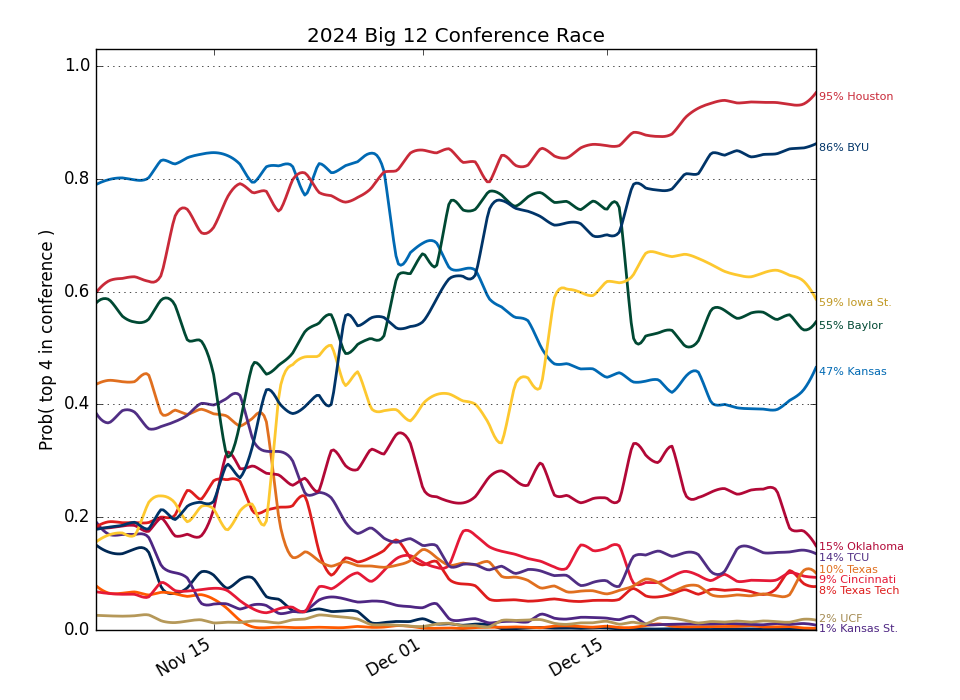 2024 Big 12 Conference Race
Prob( top 4 in conference )
1.0
0.8
0.6
0.4
0.2
0.0
Nov 15
Dec 01
Dec 15
95% Houston
86% BYU
59% Iowa St.
55% Baylor
47% Kansas
15% Oklahoma
14% TCU
10% Texas
9% Cincinnati
8% Texas Tech
2% UCF
1% Kansas St.